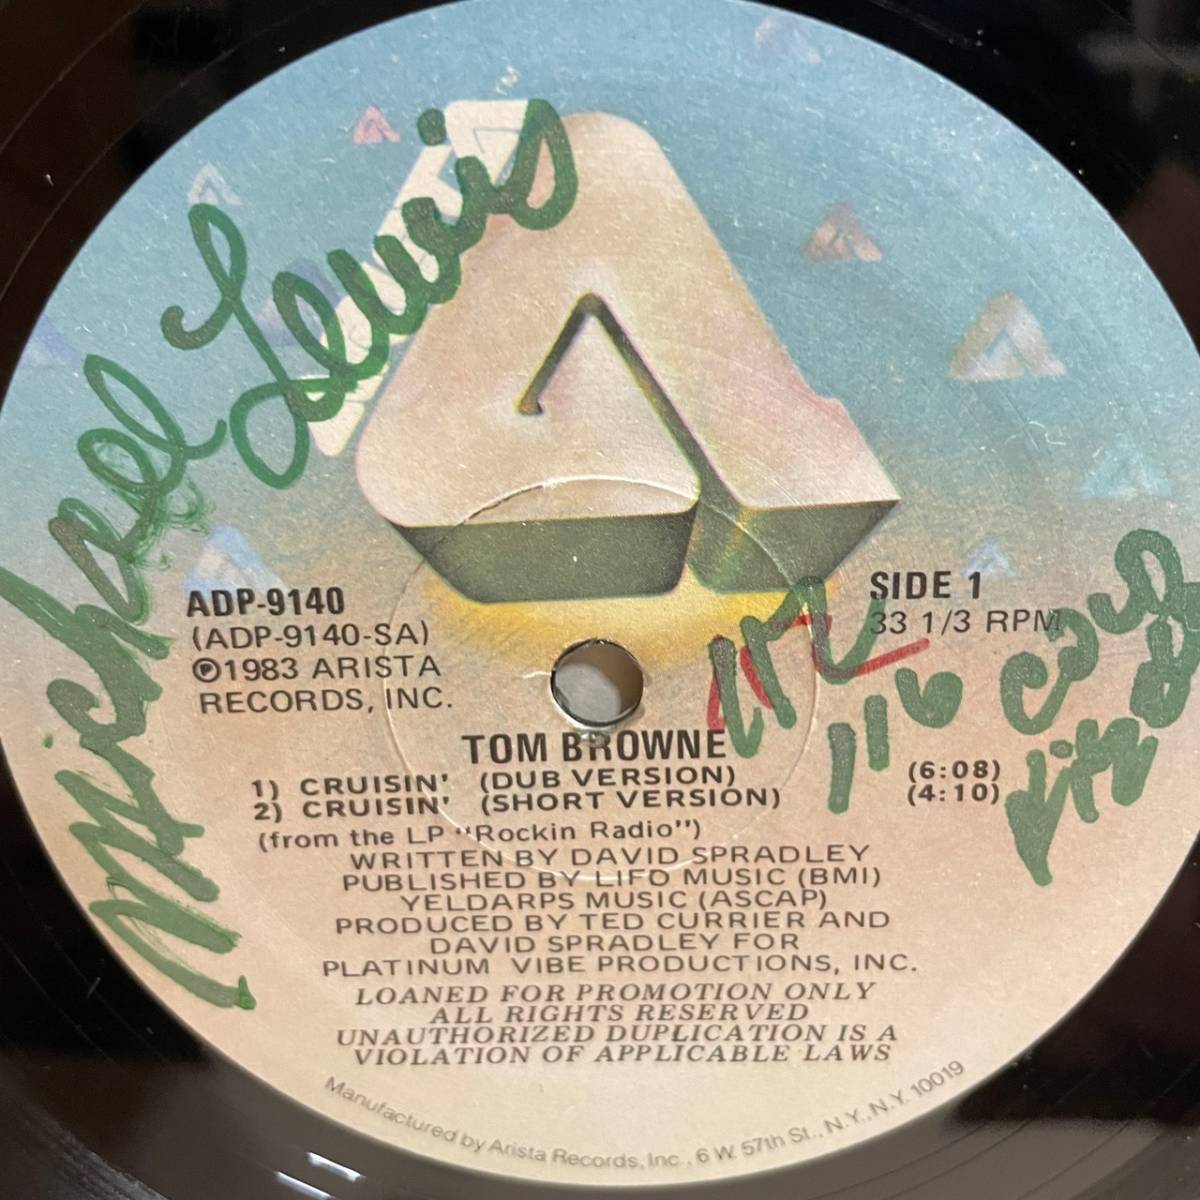 Michael Lewis
ADP-9140
(ADP-9140-SA)
℗1983 ARISTA
RECORDS, INC.
SIDE 1
33 1/3 RPM
116
TOM BROWNE
1) CRUISIN' (DUB VERSION) (6:08)
2) CRUISIN' (SHORT VERSION) (4:10)
(from the LP "Rockin Radio")
WRITTEN BY DAVID SPRADLEY
PUBLISHED BY LIFO MUSIC (BMI)
YELDARPS MUSIC (ASCAP)
PRODUCED BY TED CURRIER AND
DAVID SPRADLEY FOR
PLATINUM VIBE PRODUCTIONS, INC.
LOANED FOR PROMOTION ONLY
ALL RIGHTS RESERVED
UNAUTHORIZED DUPLICATION IS A
VIOLATION OF APPLICABLE LAWS
Manufactured by Arista Records, Inc., 6 W. 57th St., N.Y., N.Y. 10019